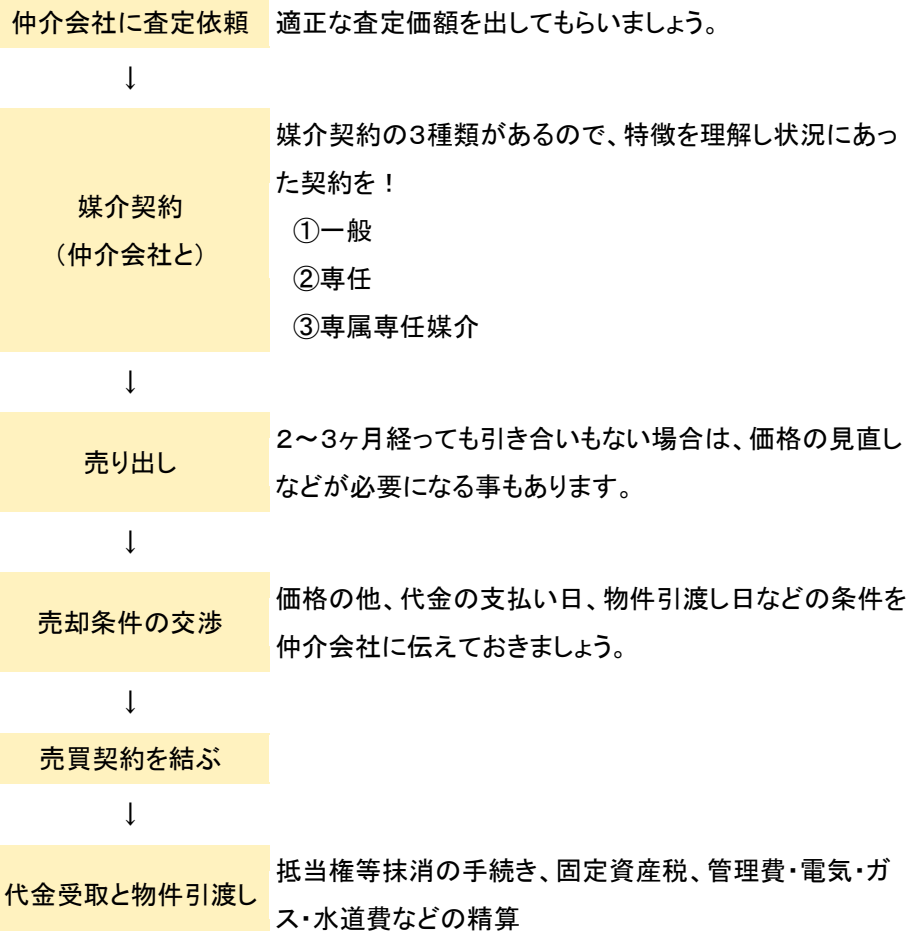 仲介会社に査定依頼
適正な査定価額を出してもらいましょう。
↓
媒介契約
（仲介会社と）
媒介契約の３種類があるので、特徴を理解し状況にあっ
た契約を！
①一般
②専任
③専属専任媒介
↓
売り出し
２～３ヶ月経っても引き合いもない場合は、価格の見直し
などが必要になる事もあります。
↓
売却条件の交渉
価格の他、代金の支払い日、物件引渡し日などの条件を
仲介会社に伝えておきましょう。
↓
売買契約を結ぶ
↓
代金受取と物件引渡し
抵当権等抹消の手続き、固定資産税、管理費・電気・ガ
ス・水道費などの精算